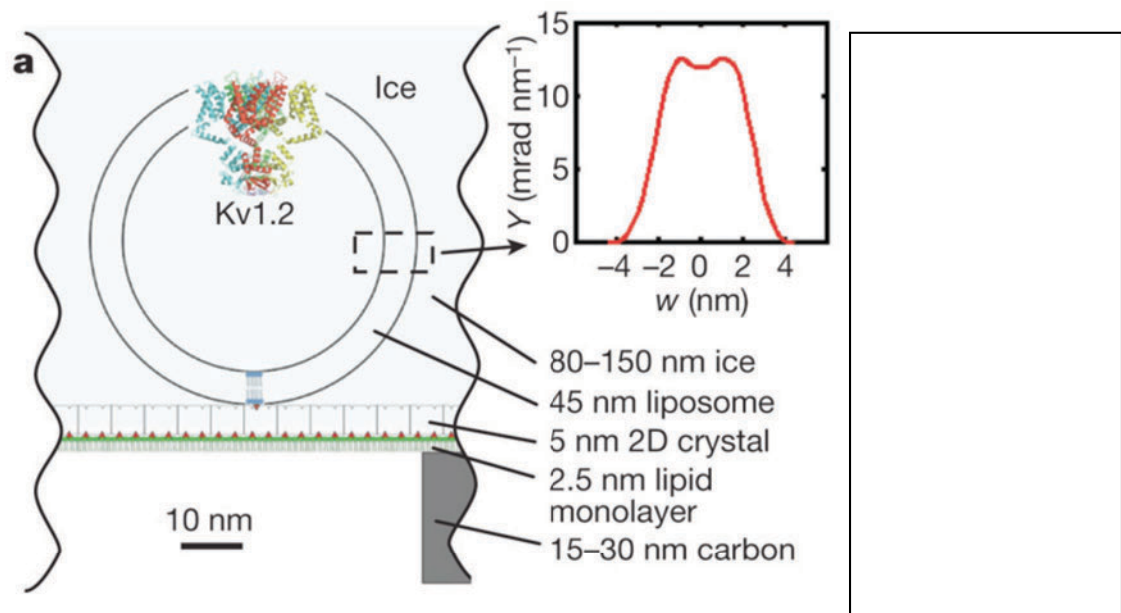 a
Ice
Kv1.2
10 nm
15
10
5
0
Y (mrad nm⁻¹)
–4 –2 0 2 4
w (nm)
80–150 nm ice
45 nm liposome
5 nm 2D crystal
2.5 nm lipid
monolayer
15–30 nm carbon